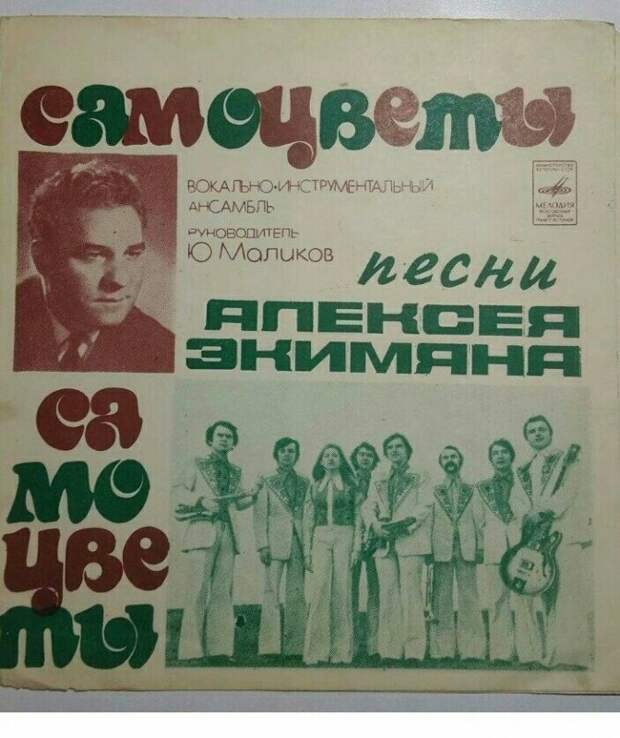 самоцветы
ВОКАЛЬНО-ИНСТРУМЕНТАЛЬНЫЙ
АНСАМБЛЬ
РУКОВОДИТЕЛЬ
Ю Маликов
МЕЛОДИЯ
песни
АЛЕКСЕЯ
ЭКИМЯНА
са
мо
цве
ты